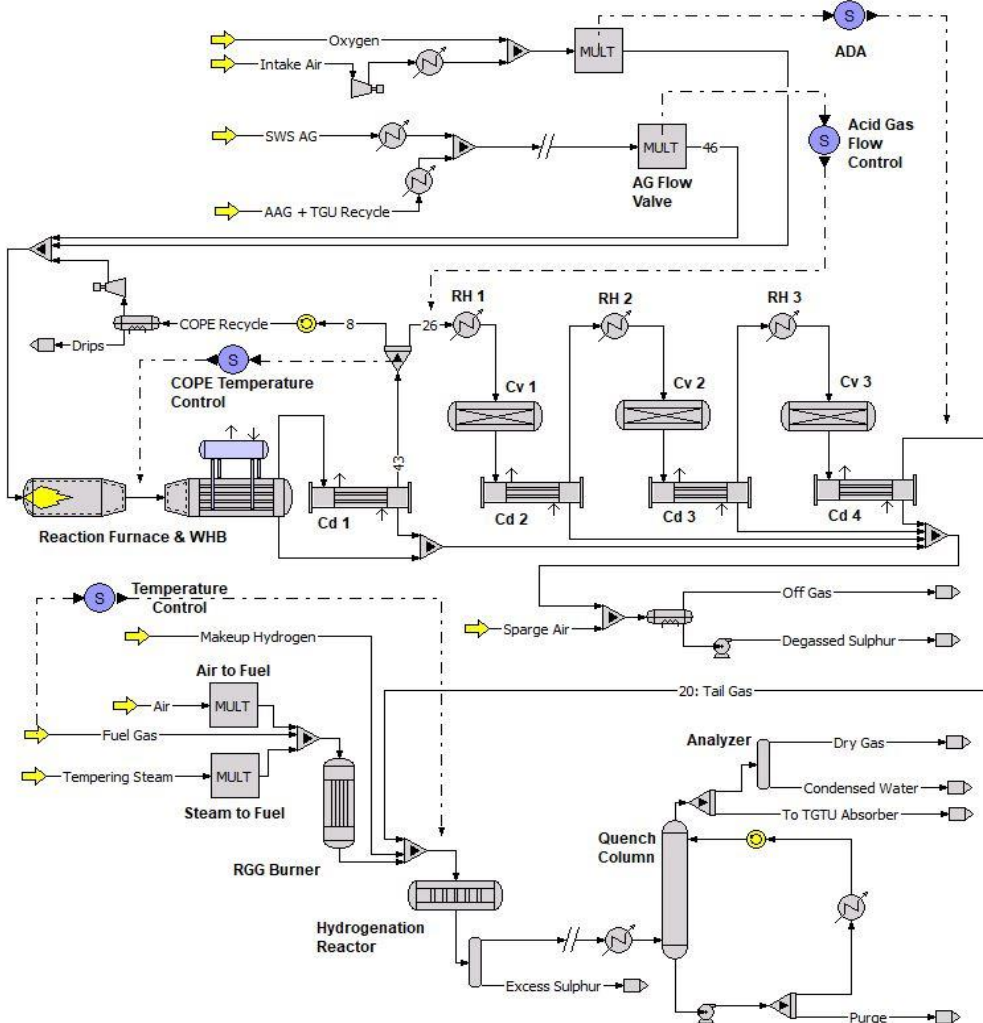 Oxygen
S
MULT
ADA
Intake Air
SWS AG
MULT
46
S
Acid Gas
Flow
Control
AG Flow
Valve
AAG + TGU Recycle
RH 1
RH 2
RH 3
COPE Recycle
8
26
Drips
S
COPE Temperature
Control
Cv 1
Cv 2
Cv 3
43
Cd 1
Cd 2
Cd 3
Cd 4
Reaction Furnace & WHB
S
Temperature
Control
Off Gas
Makeup Hydrogen
Sparge Air
Degassed Sulphur
Air to Fuel
20: Tail Gas
Air
MULT
Fuel Gas
Analyzer
Dry Gas
Tempering Steam
MULT
Condensed Water
Steam to Fuel
To TGTU Absorber
Quench
Column
RGG Burner
Hydrogenation
Reactor
Excess Sulphur
Purge